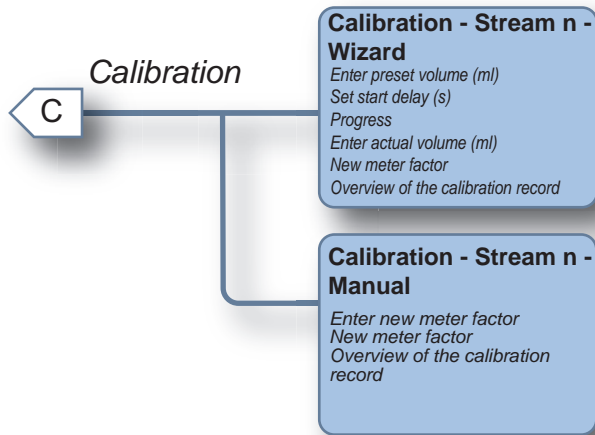 Calibration
C
Calibration - Stream n -
Wizard
Enter preset volume (ml)
Set start delay (s)
Progress
Enter actual volume (ml)
New meter factor
Overview of the calibration record
Calibration - Stream n -
Manual
Enter new meter factor
New meter factor
Overview of the calibration
record